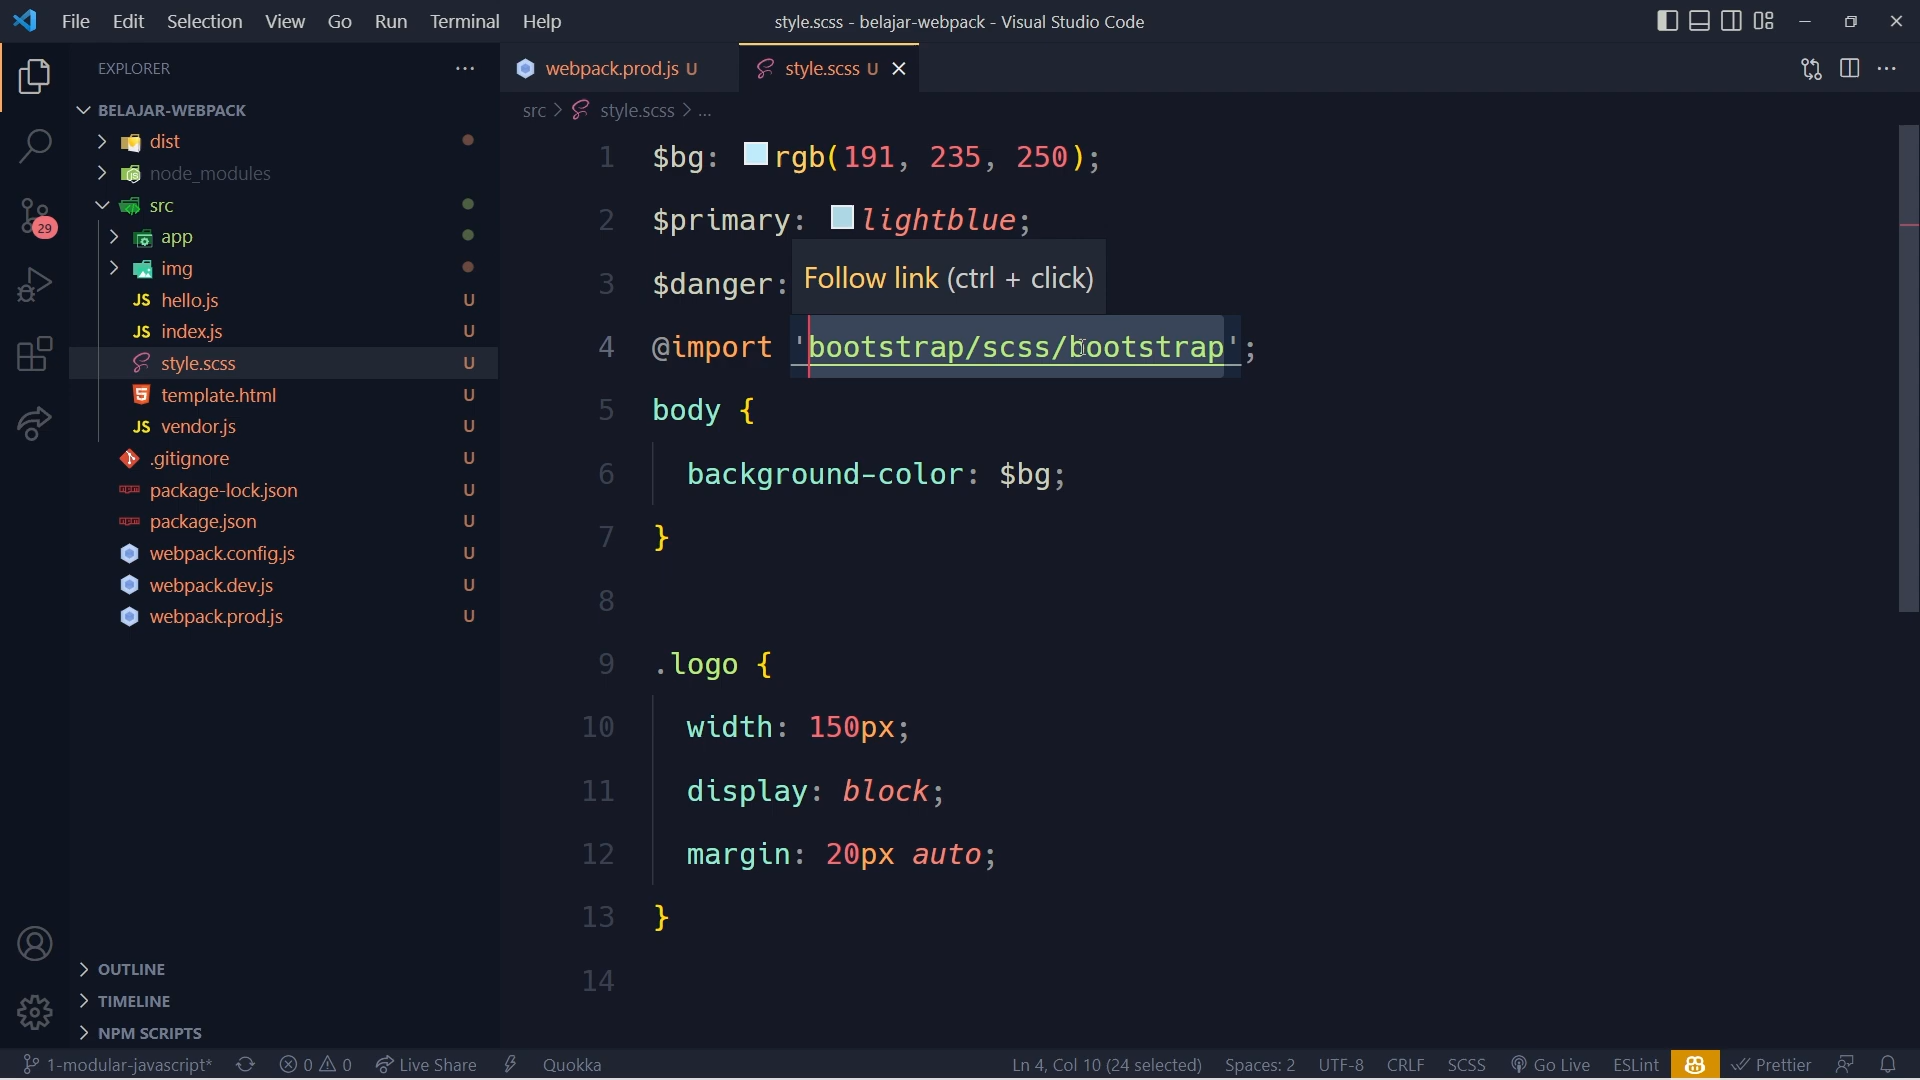 File Edit Selection View Go Run Terminal Help
style.scss - belajar-webpack - Visual Studio Code
EXPLORER
BELAJAR-WEBPACK
dist
node_modules
src
app
img
JS hello.js U
JS index.js U
style.scss U
template.html U
JS vendor.js U
.gitignore U
package-lock.json U
package.json U
webpack.config.js U
webpack.dev.js U
webpack.prod.js U
29
OUTLINE
TIMELINE
NPM SCRIPTS
webpack.prod.js U style.scss U
src > style.scss > ...
1 $bg: rgb(191, 235, 250);
2 $primary: lightblue;
Follow link (ctrl + click)
3 $danger:
4 @import 'bootstrap/scss/bootstrap';
5 body {
6 background-color: $bg;
7 }
8
9 .logo {
10 width: 150px;
11 display: block;
12 margin: 20px auto;
13 }
14
1-modular-javascript* 0 0 Live Share Quokka Ln 4, Col 10 (24 selected) Spaces: 2 UTF-8 CRLF SCSS Go Live ESLint Prettier